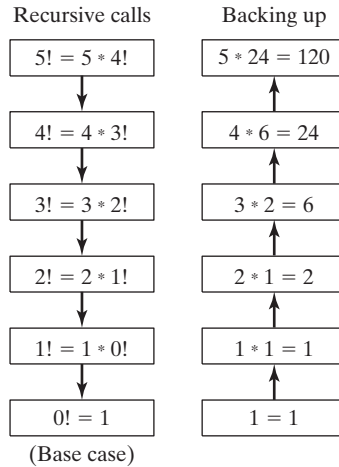 Recursive calls
5! = 5 * 4!
4! = 4 * 3!
3! = 3 * 2!
2! = 2 * 1!
1! = 1 * 0!
0! = 1
(Base case)
Backing up
5 * 24 = 120
4 * 6 = 24
3 * 2 = 6
2 * 1 = 2
1 * 1 = 1
1 = 1